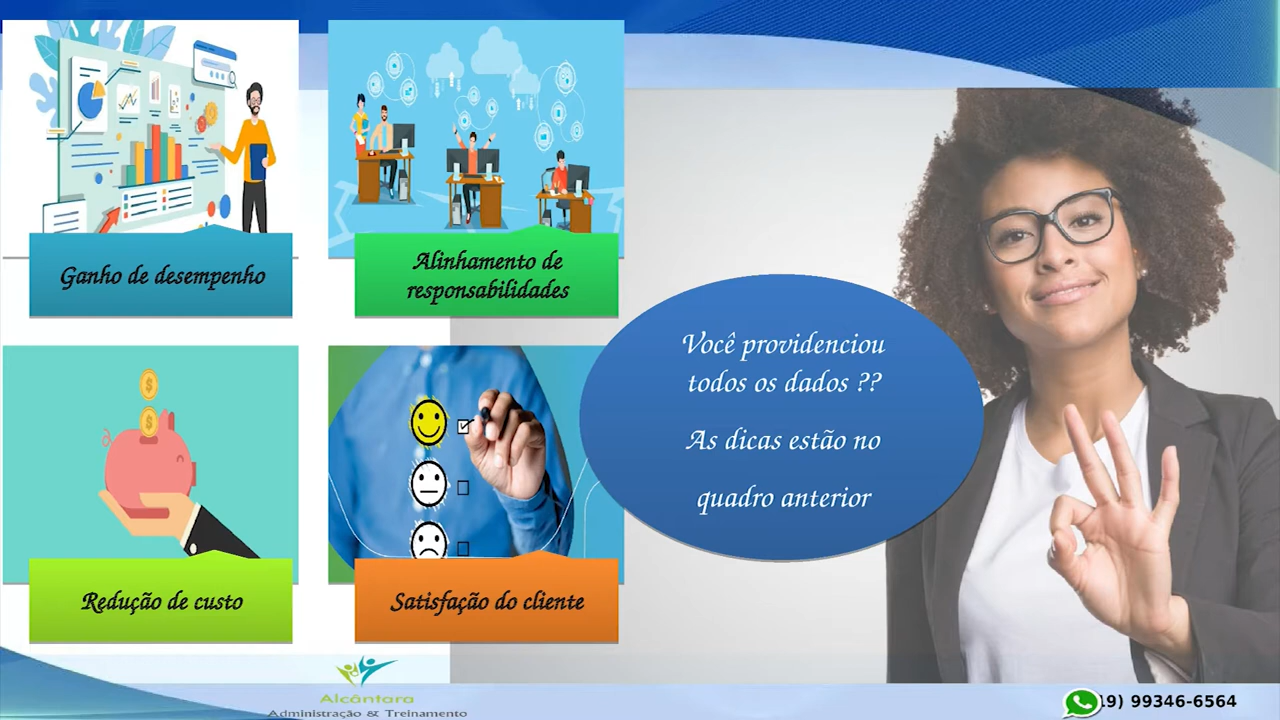 Ganho de desempenho
Alinhamento de
responsabilidades
Redução de custo
Satisfação do cliente
Você providenciou
todos os dados ??
As dicas estão no
quadro anterior
Alcântara
Administração & Treinamento
19) 99346-6564